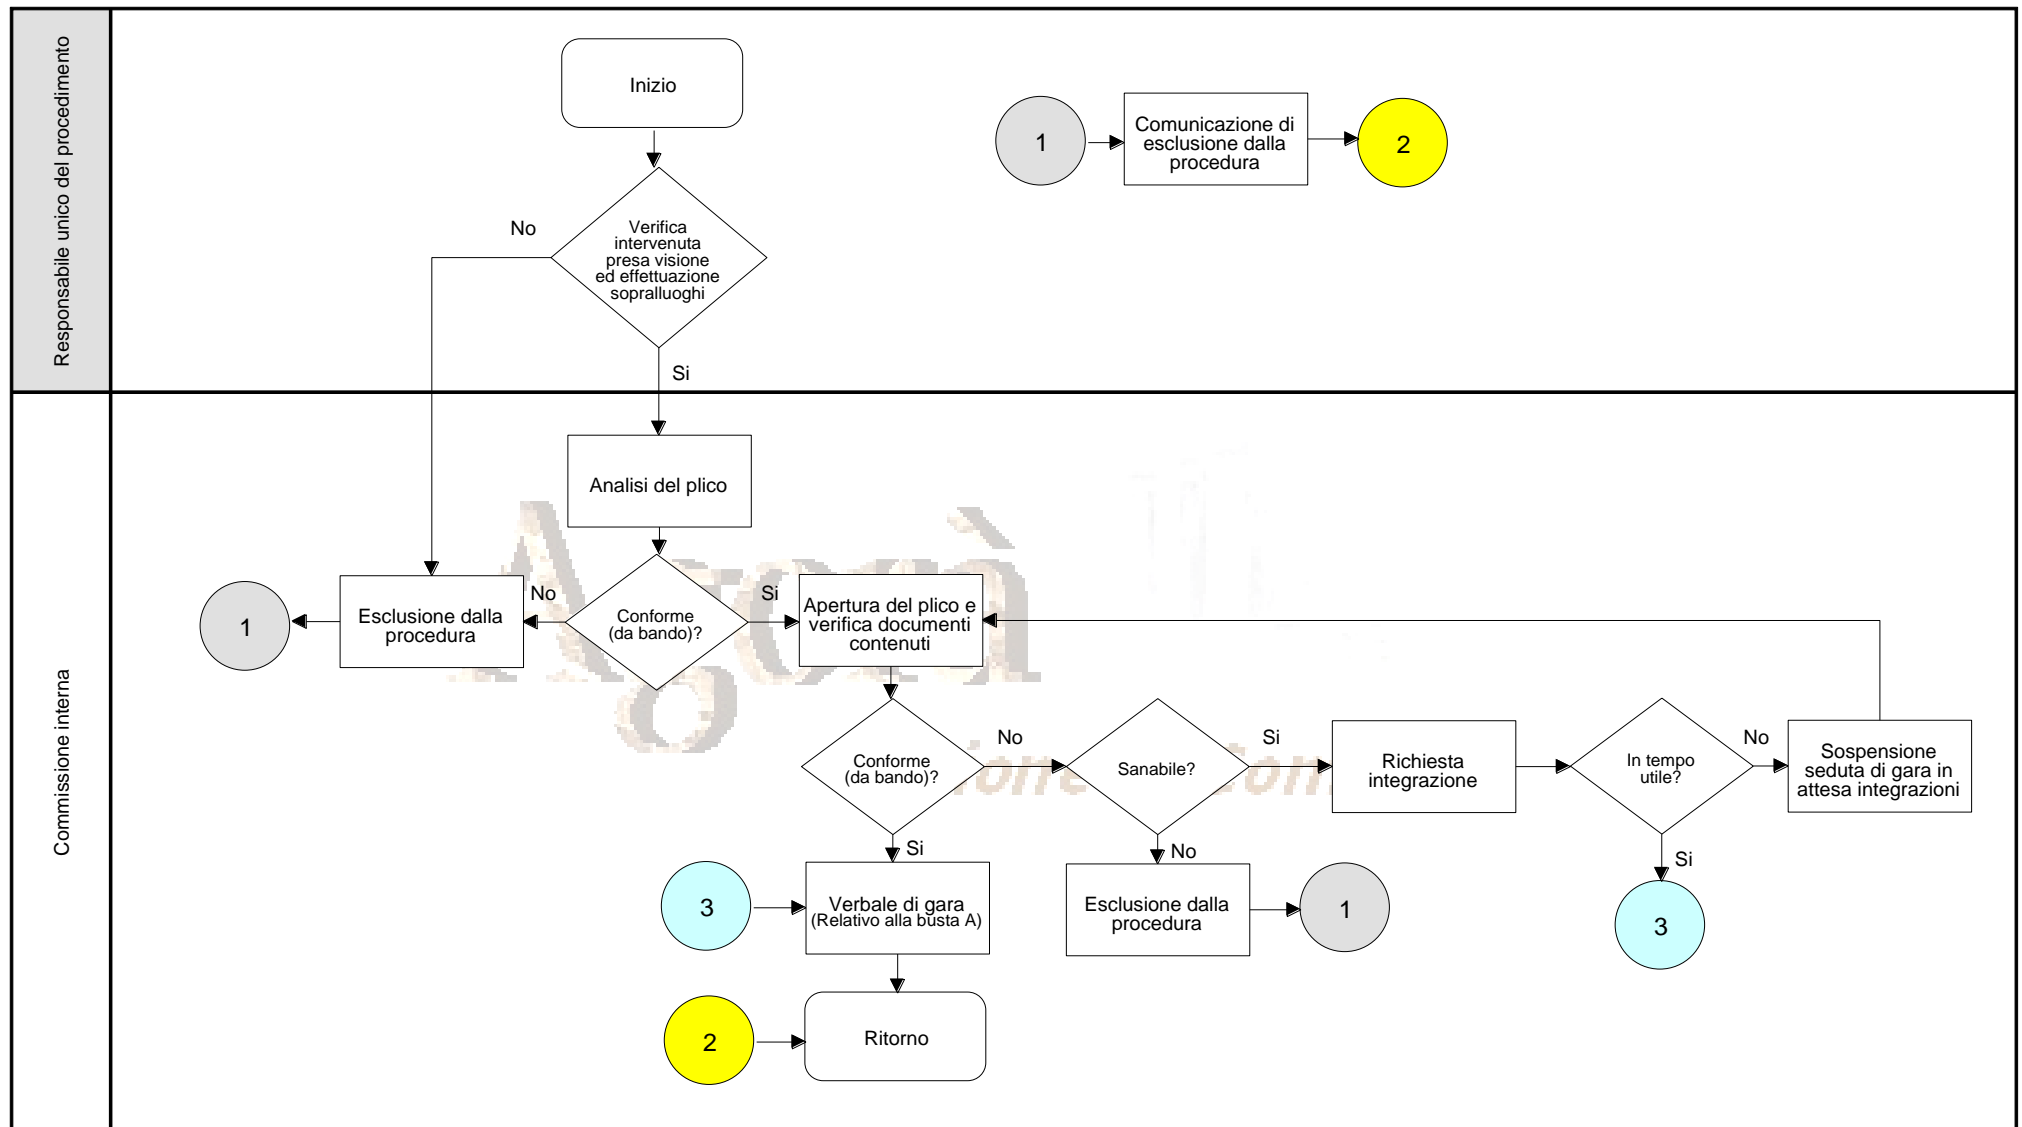 Responsabile unico del procedimento
Inizio
1
Comunicazione di
esclusione dalla
procedura
2
No
Verifica
intervenuta
presa visione
ed effettuazione
sopralluoghi
Si
Commissione interna
Analisi del plico
1
Esclusione dalla
procedura
No
Conforme
(da bando)?
Si
Apertura del plico e
verifica documenti
contenuti
Agorà
Conforme
(da bando)?
No
Sanabile?
Si
Richiesta
integrazione
In tempo
utile?
No
Sospensione
seduta di gara in
attesa integrazioni
Si
No
Si
3
Verbale di gara
(Relativo alla busta A)
Esclusione dalla
procedura
1
3
2
Ritorno